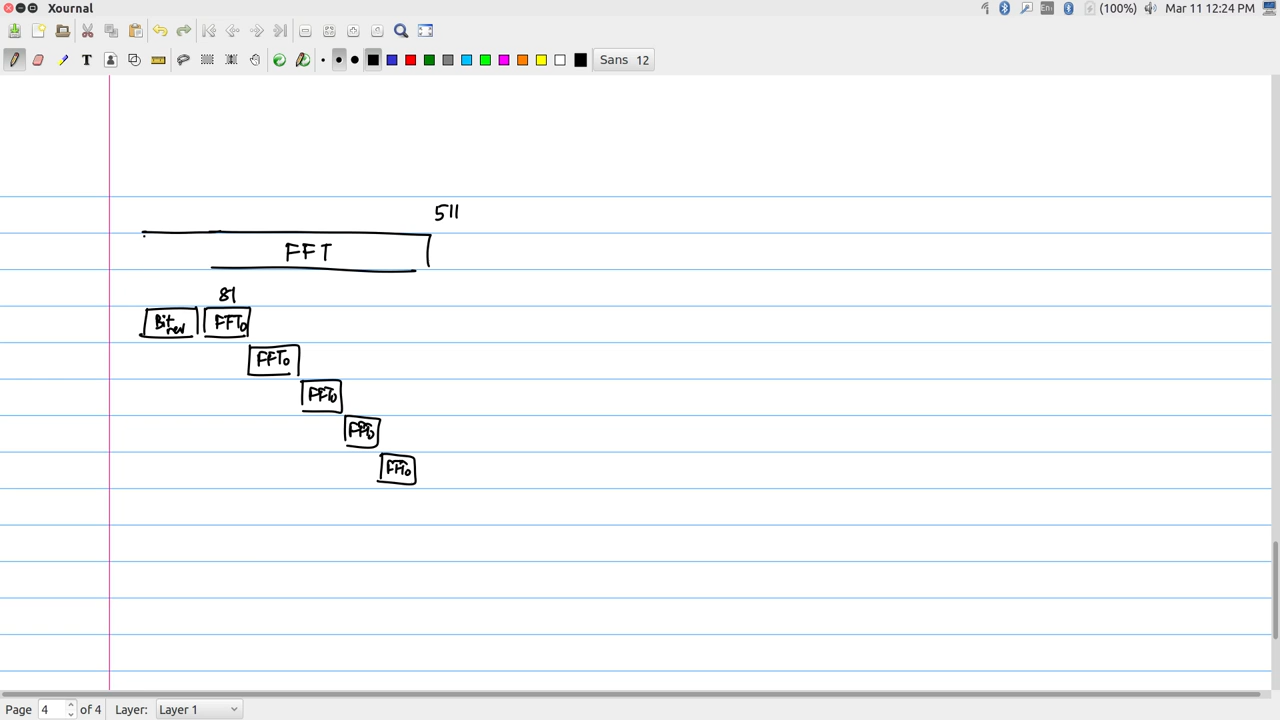 Xournal
(100%) Mar 11 12:24 PM
Sans 12
511
FFT
81
Bit rev FFT0
FFT0
FFT0
FFT0
FFT0
Page 4 of 4 Layer: Layer 1